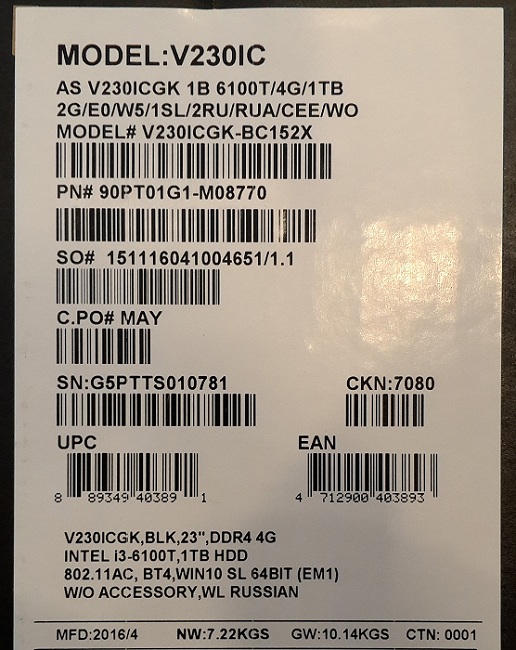 MODEL:V230IC
AS V230ICGK 1B 6100T/4G/1TB
2G/E0/W5/1SL/2RU/RUA/CEE/WO
MODEL# V230ICGK-BC152X
PN# 90PT01G1-M08770
SO# 151116041004651/1.1
C.PO# MAY
SN:G5PTTS010781 CKN:7080
UPC EAN
8 89349 40389 1 4 712900 403893
V230ICGK,BLK,23",DDR4 4G
INTEL i3-6100T,1TB HDD
802.11AC, BT4,WIN10 SL 64BIT (EM1)
W/O ACCESSORY,WL RUSSIAN
MFD:2016/4 NW:7.22KGS GW:10.14KGS CTN: 0001